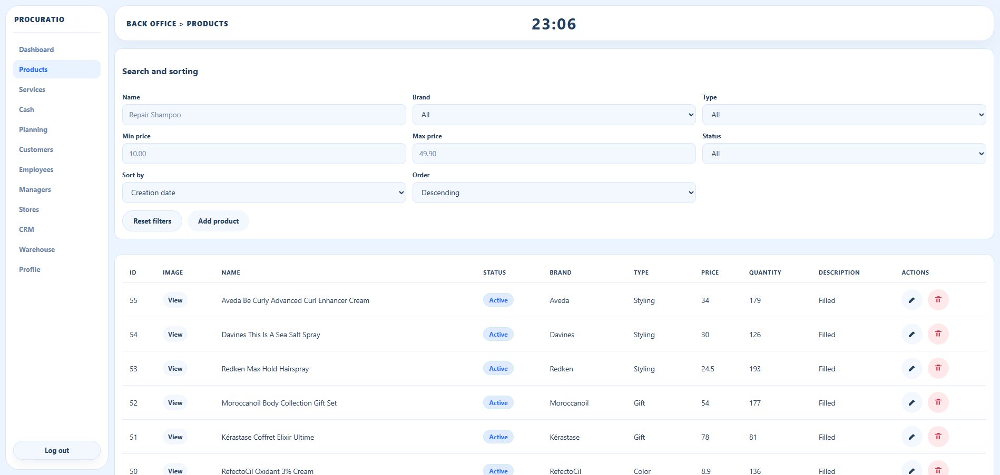 PROCURATIO
Dashboard
Products
Services
Cash
Planning
Customers
Employees
Managers
Stores
CRM
Warehouse
Profile
Log out
BACK OFFICE > PRODUCTS
23:06
Search and sorting
Name Brand Type
Repair Shampoo All All
Min price Max price Status
10.00 49.90 All
Sort by Order
Creation date Descending
Reset filters Add product
ID IMAGE NAME STATUS BRAND TYPE PRICE QUANTITY DESCRIPTION ACTIONS
55 View Aveda Be Curly Advanced Curl Enhancer Cream Active Aveda Styling 34 179 Filled
54 View Davines This Is A Sea Salt Spray Active Davines Styling 30 126 Filled
53 View Redken Max Hold Hairspray Active Redken Styling 24.5 193 Filled
52 View Moroccanoil Body Collection Gift Set Active Moroccanoil Gift 54 177 Filled
51 View Kérastase Coffret Elixir Ultime Active Kérastase Gift 78 81 Filled
50 View RefectoCil Oxidant 3% Cream Active RefectoCil Color 8.9 136 Filled